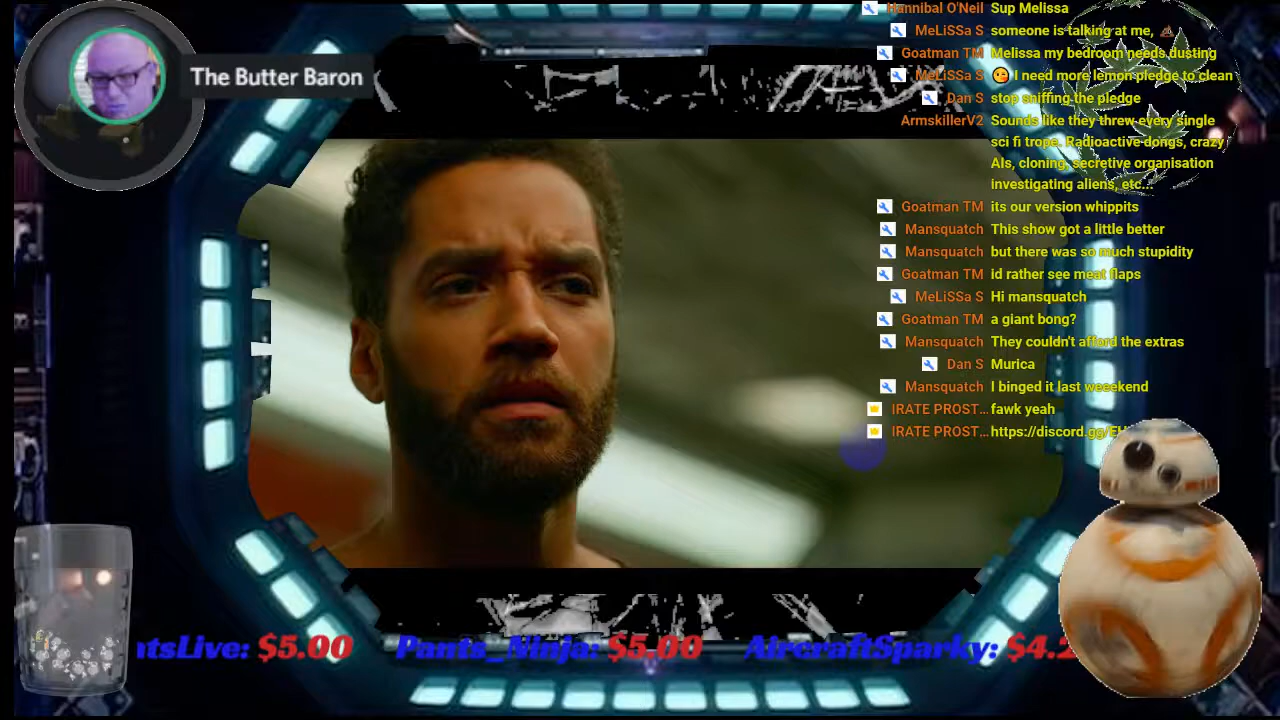 The Butter Baron
Hannibal O'Neil Sup Melissa
MeLiSSa S someone is talking at me,
Goatman TM Melissa my bedroom needs dusting
MeLiSSa S 😘 I need more lemon pledge to clean
Dan S stop sniffing the pledge
ArmskillerV2 Sounds like they threw every single
sci fi trope. Radioactive dongs, crazy
AIs, cloning, secretive organisation
investigating aliens, etc...
Goatman TM its our version whippits
Mansquatch This show got a little better
Mansquatch but there was so much stupidity
Goatman TM id rather see meat flaps
MeLiSSa S Hi mansquatch
Goatman TM a giant bong?
Mansquatch They couldn't afford the extras
Dan S Murica
Mansquatch I binged it last weeekend
IRATE PROST... fawk yeah
IRATE PROST... https://discord.gg/EH
ntsLive: $5.00 Pants_Ninja: $5.00 AircraftSparky: $4.2